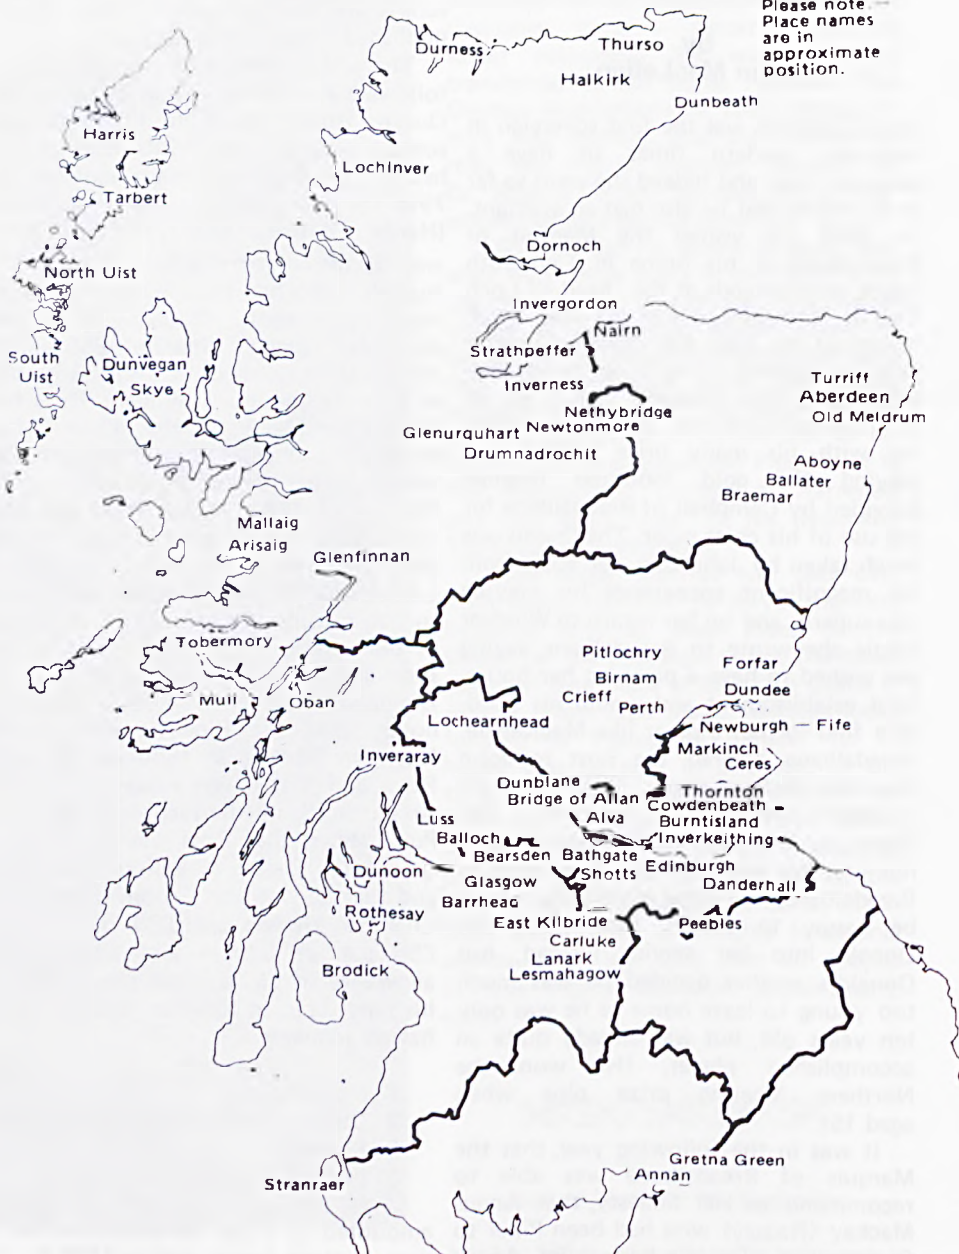 Please note.
Place names
are in
approximate
position.
Durness
Thurso
Halkirk
Dunbeath
Harris
Lochinver
Tarbert
Dornoch
North Uist
Invergordon
Nairn
South
Uist
Dunvegan
Skye
Strathpeffer
Inverness
Turriff
Aberdeen
Nethybridge
Old Meldrum
Glenurquhart
Newtonmore
Drumnadrochit
Aboyne
Ballater
Braemar
Mallaig
Arisaig
Glenfinnan
Tobermory
Pitlochry
Forfar
Birnam
Dundee
Crieff
Mull
Oban
Perth
Lochearnhead
Newburgh — Fife
Markinch
Inveraray
Ceres
Dunblane
Thornton
Bridge of Allan
Cowdenbeath
Luss
Alva
Burntisland
Balloch
Inverkeithing
Bearsden
Bathgate
Edinburgh
Dunoon
Shotts
Glasgow
Danderhall
Barrhead
Rothesay
East Kilbride
Peebles
Carluke
Lanark
Brodick
Lesmahagow
Gretna Green
Annan
Stranraer